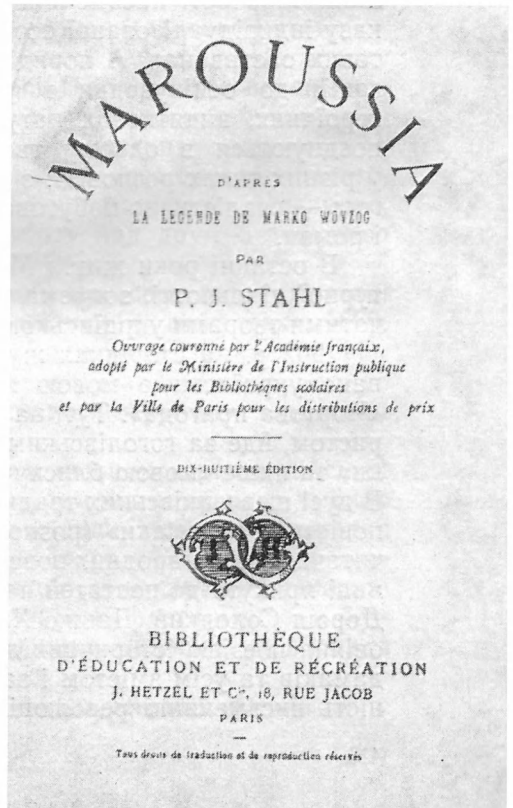 MAROUSSIA
D'APRÈS
LA LÉGENDE DE MARKO WOVZOG
PAR
P. J. STAHL
Ouvrage couronné par l'Académie française,
adopté par le Ministère de l'Instruction publique
pour les Bibliothèques scolaires
et par la Ville de Paris pour les distributions de prix
DIX-HUITIÈME ÉDITION
BIBLIOTHÈQUE
D'ÉDUCATION ET DE RÉCRÉATION
J. HETZEL ET Cie, 18, RUE JACOB
PARIS
Tous droits de traduction et de reproduction réservés